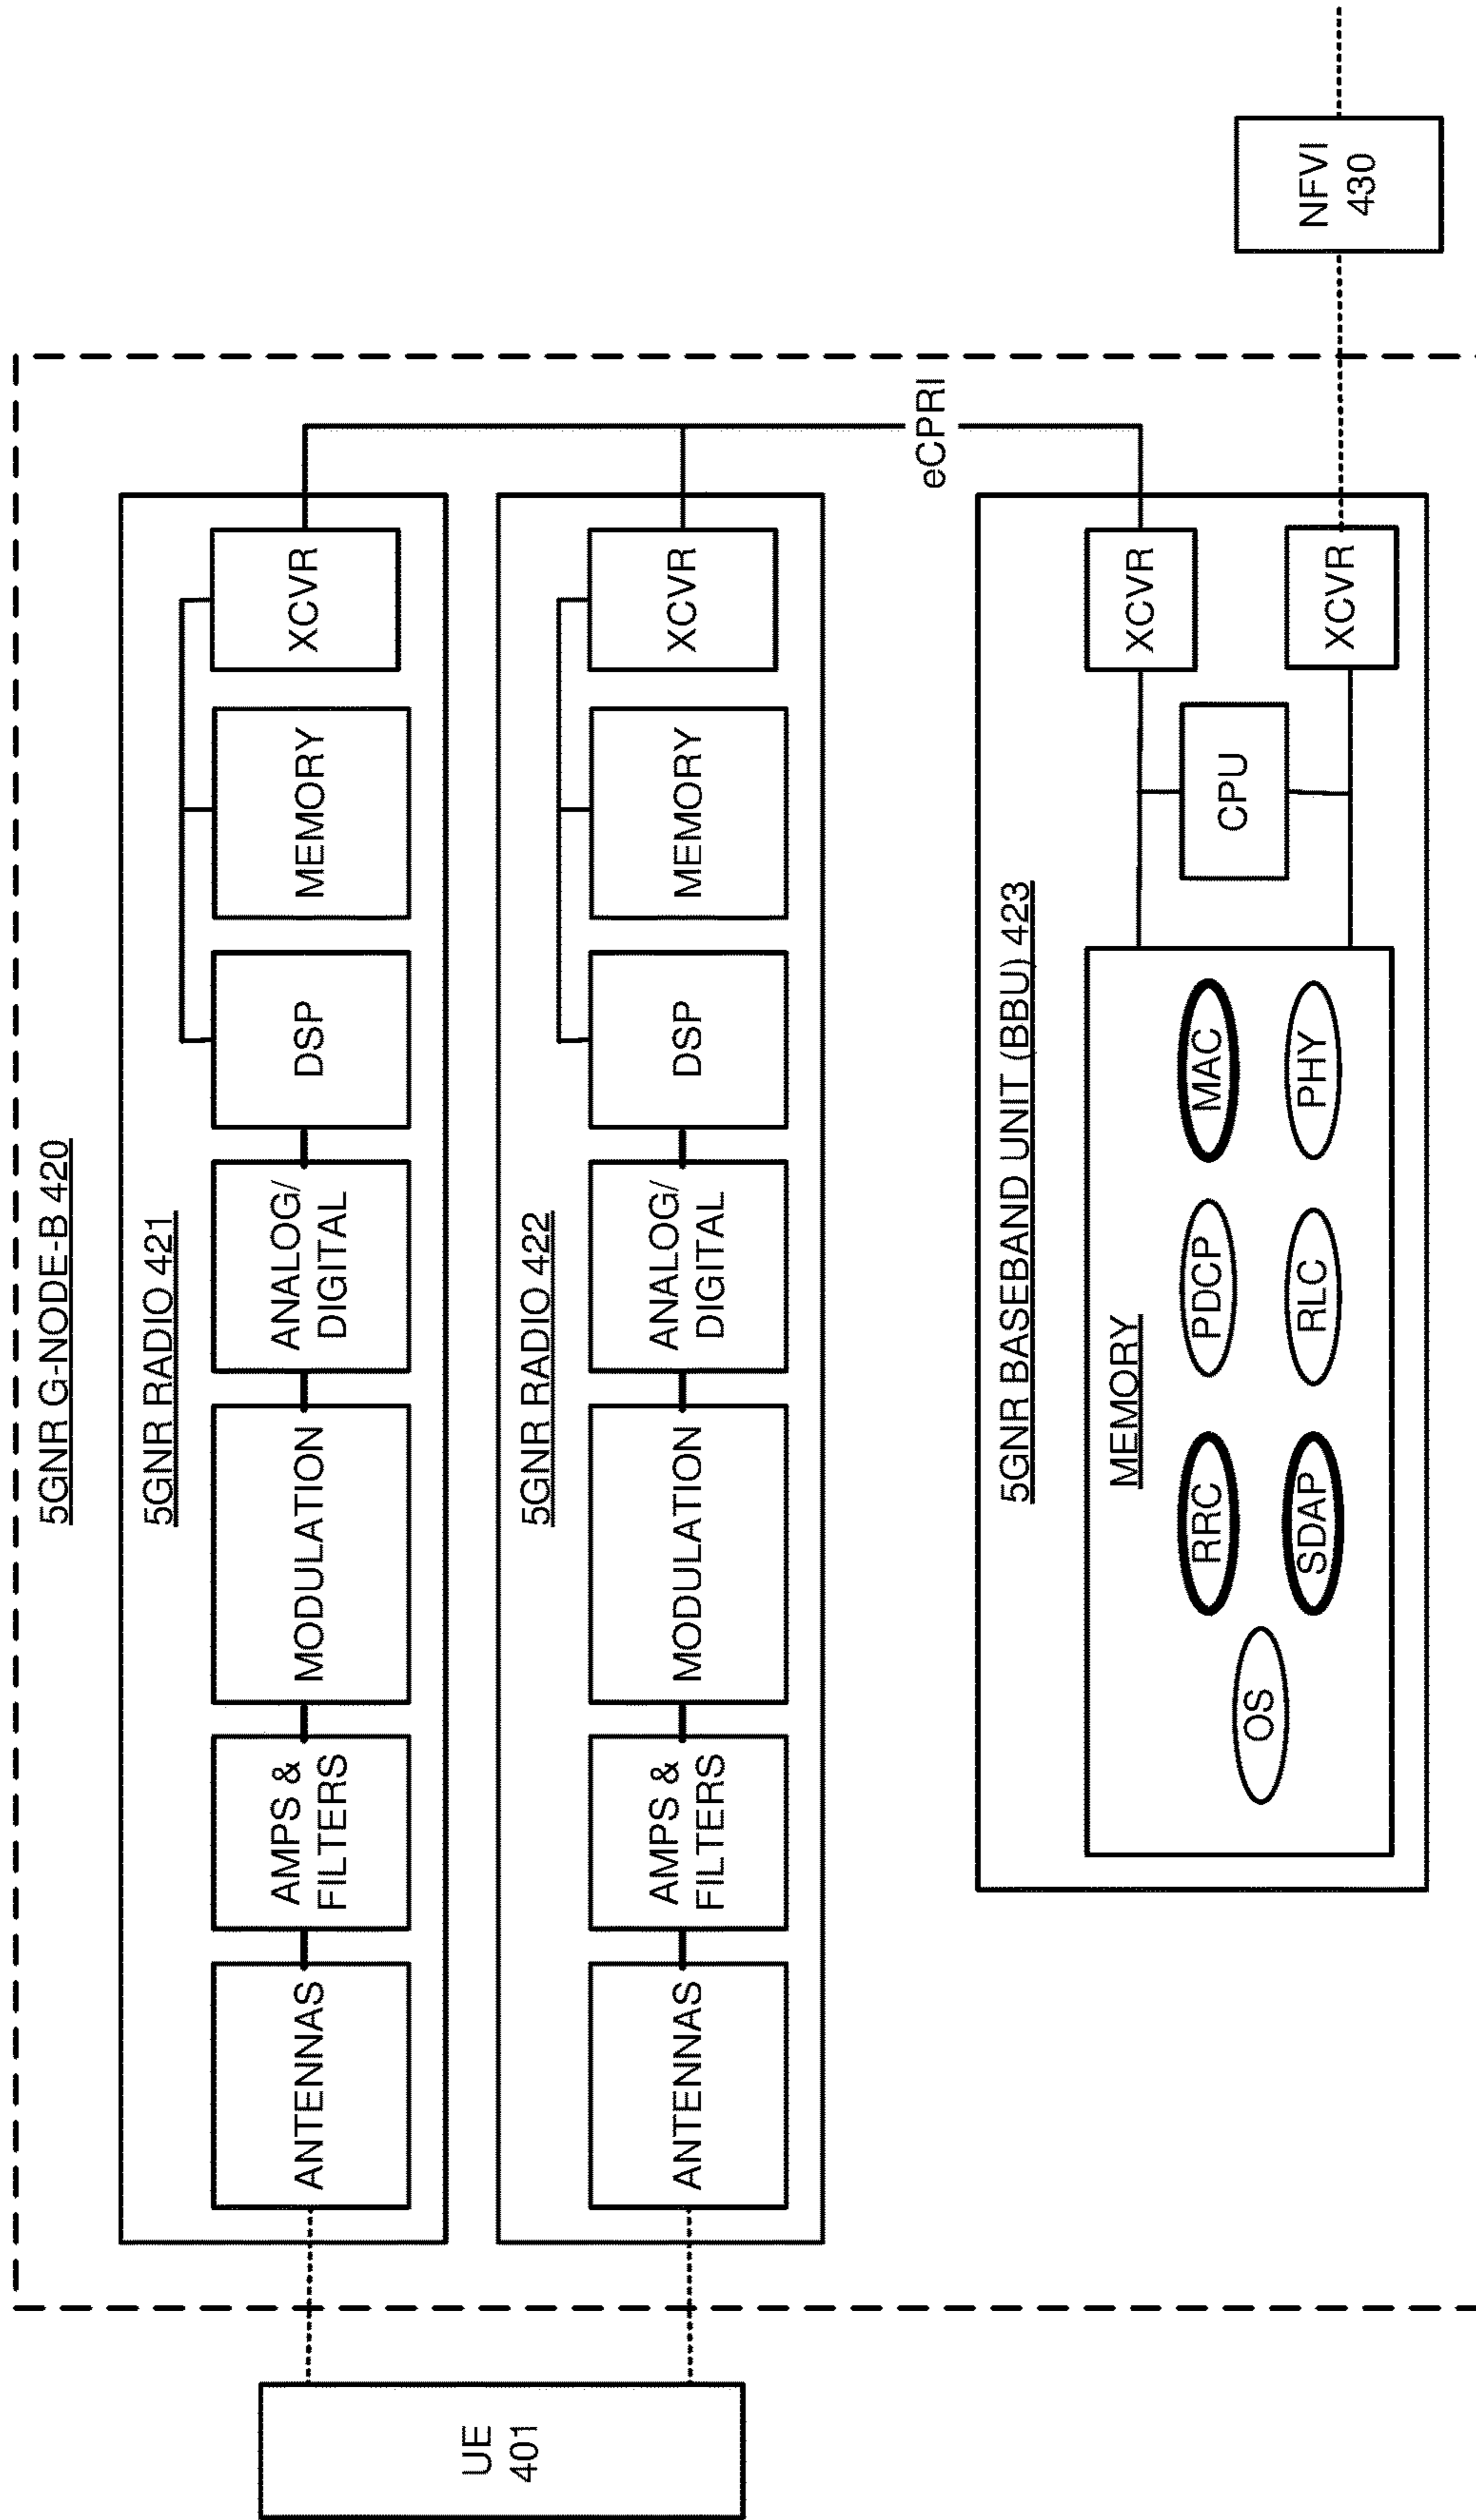 5GNR G-NODE-B 420
5GNR RADIO 421
ANTENNAS
AMPS &
FILTERS
MODULATION
ANALOG/
DIGITAL
DSP
MEMORY
XCVR
UE
401
5GNR RADIO 422
ANTENNAS
AMPS &
FILTERS
MODULATION
ANALOG/
DIGITAL
DSP
MEMORY
XCVR
eCPRI
5GNR BASEBAND UNIT (BBU) 423
MEMORY
OS
RRC
PDCP
MAC
SDAP
RLC
PHY
CPU
XCVR
XCVR
NFVI
430